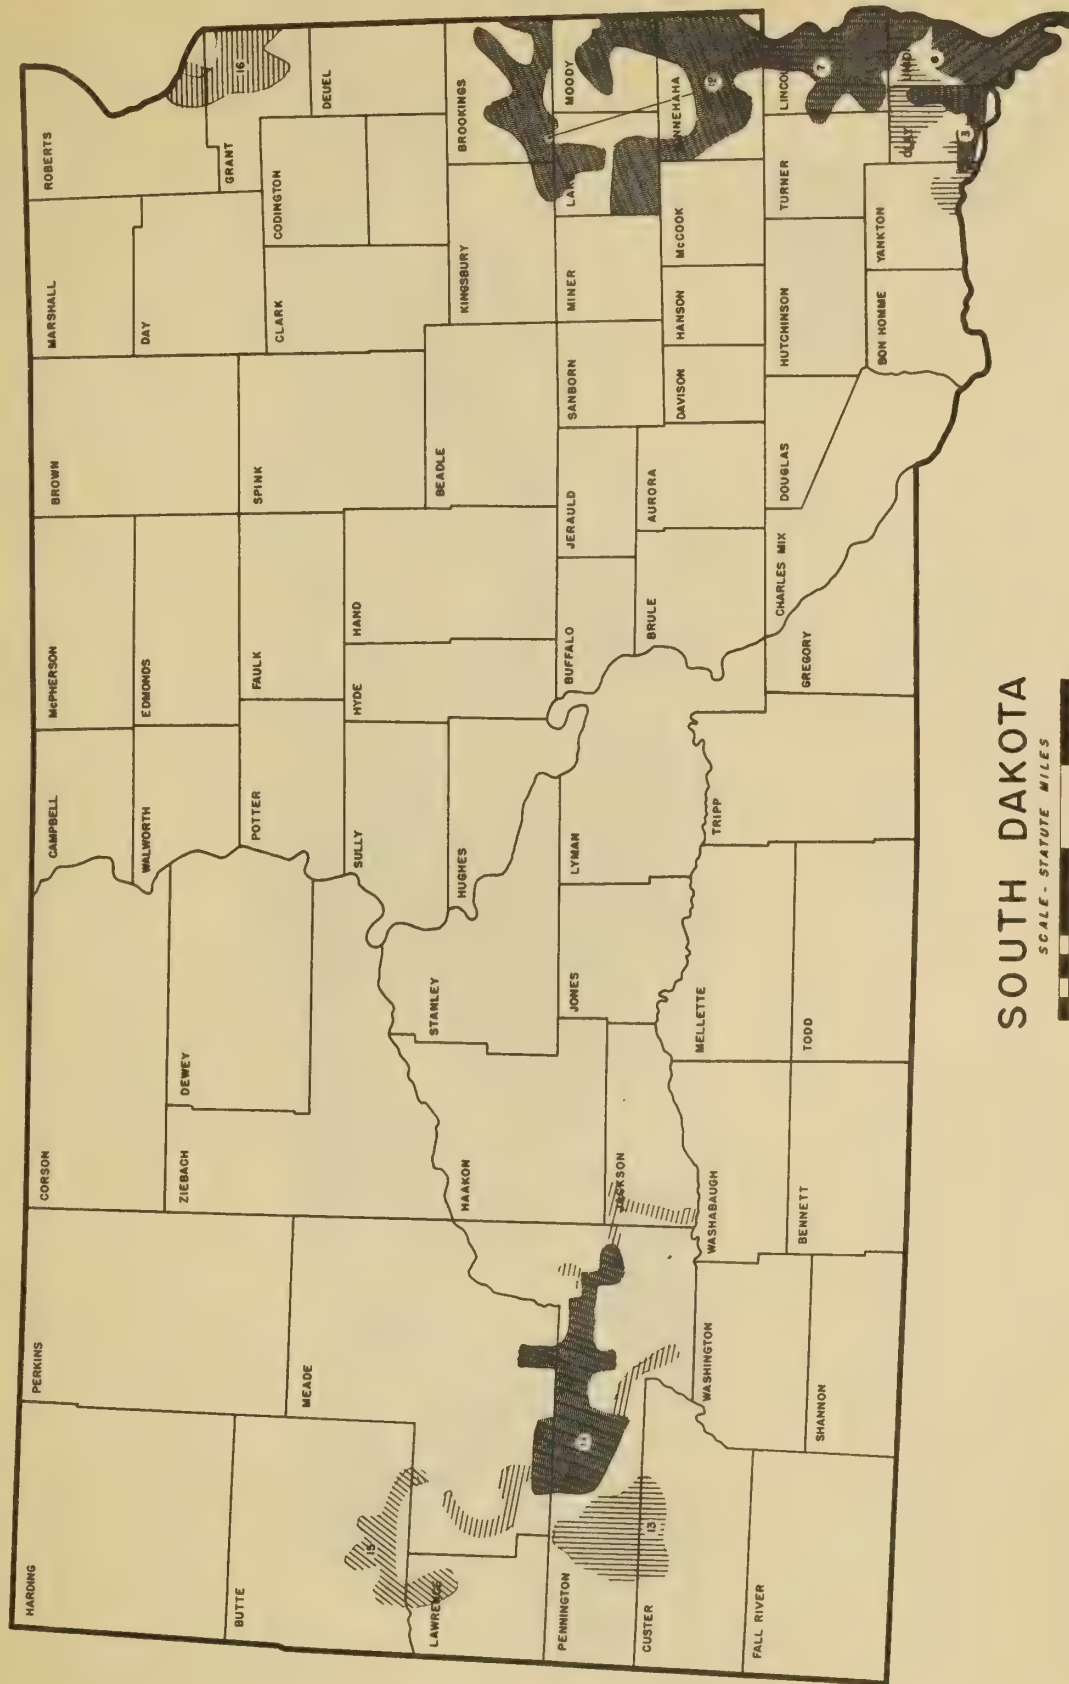 HARDING
PERKINS
CORSON
CAMPBELL
McPHERSON
BROWN
MARSHALL
ROBERTS
BUTTE
MEADE
ZIEBACH
DEWEY
WALWORTH
EDMONDS
DAY
GRANT
16
POTTER
FAULK
SPINK
CLARK
CODINGTON
DEUEL
SULLY
HYDE
HAND
BEADLE
KINGSBURY
BROOKINGS
15
LAWRENCE
HAAKON
STANLEY
HUGHES
PENNINGTON
JACKSON
JONES
LYMAN
BUFFALO
JERAULD
SANBORN
MINER
MOODY
CUSTER
13
BRULE
AURORA
DAVISON
HANSON
McCOOK
FALL RIVER
SHANNON
WASHINGTON
WASHABAUGH
BENNETT
MELLETTE
TODD
TRIPP
GREGORY
CHARLES MIX
DOUGLAS
HUTCHINSON
TURNER
7
BON HOMME
YANKTON
3
SOUTH DAKOTA
SCALE - STATUTE MILES